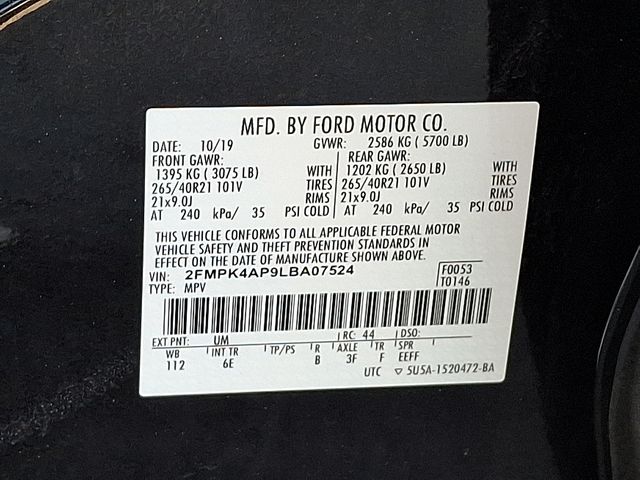 MFD. BY FORD MOTOR CO.
DATE: 10/19 GVWR: 2586 KG ( 5700 LB)
FRONT GAWR: REAR GAWR:
1395 KG ( 3075 LB) WITH 1202 KG ( 2650 LB) WITH
265/40R21 101V TIRES 265/40R21 101V TIRES
21x9.0J RIMS 21x9.0J RIMS
AT 240 kPa/ 35 PSI COLD AT 240 kPa/ 35 PSI COLD
THIS VEHICLE CONFORMS TO ALL APPLICABLE FEDERAL MOTOR
VEHICLE SAFETY AND THEFT PREVENTION STANDARDS IN
EFFECT ON THE DATE OF MANUFACTURE SHOWN ABOVE.
VIN: 2FMPK4AP9LBA07524 F0053
TYPE: MPV T0146
EXT PNT: UM RC: 44 DSO:
WB INT TR TP/PS R AXLE TR SPR
112 6E B 3F F EEFF
UTC ▽ 5U5A-1520472-BA